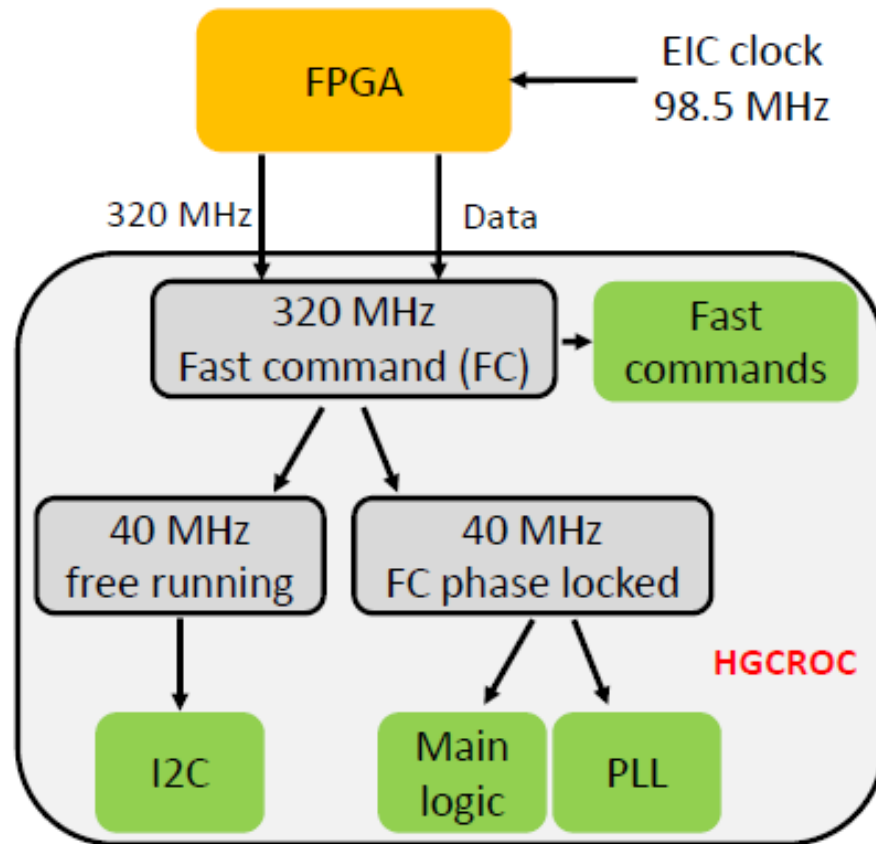 FPGA
EIC clock
98.5 MHz
320 MHz
Data
320 MHz
Fast command (FC)
Fast
commands
40 MHz
free running
40 MHz
FC phase locked
HGCROC
I2C
Main
logic
PLL